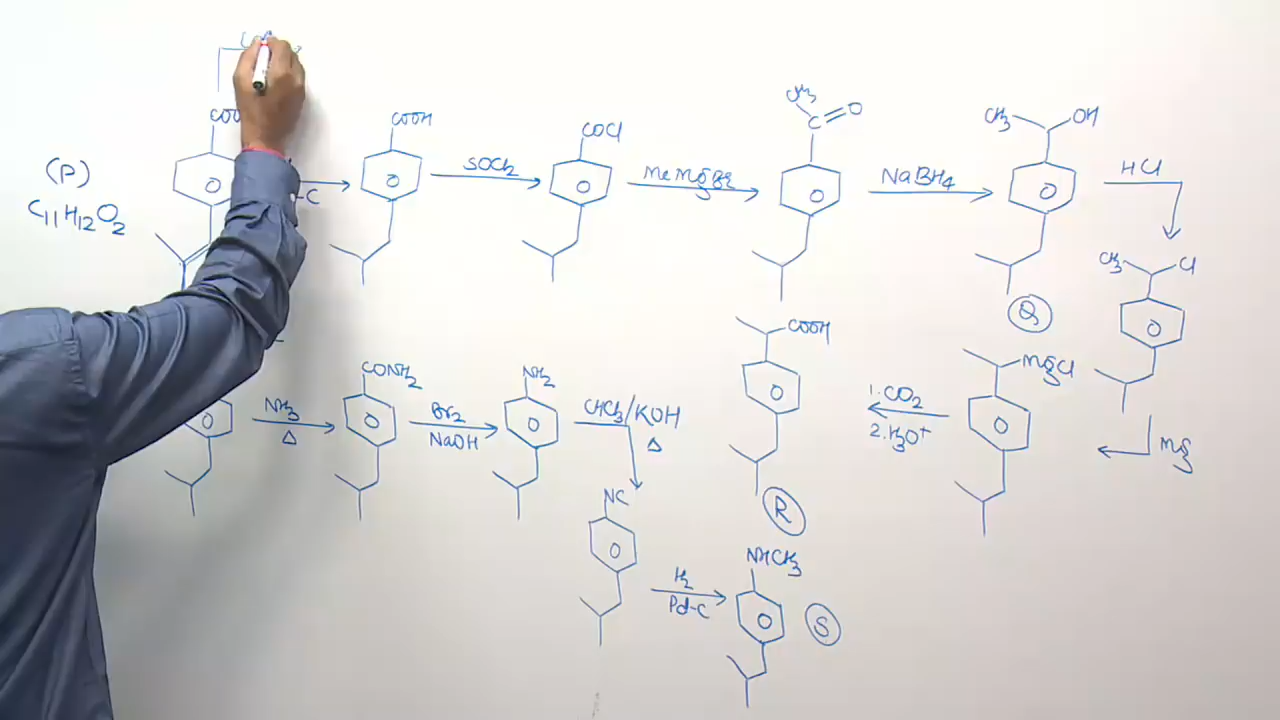 CH3
C=O
CH3 OH
COO
COOH
COCl
(P)
C11H12O2
-C
SOCl2
MeMgBr
NaBH4
HCl
CH3 Cl
Q
COOH
MgCl
1. CO2
2. H3O+
Mg
CONH2
NH2
NH3
Δ
Br2
NaOH
CHCl3/KOH
Δ
NC
R
H2
Pd-C
NHCH3
S